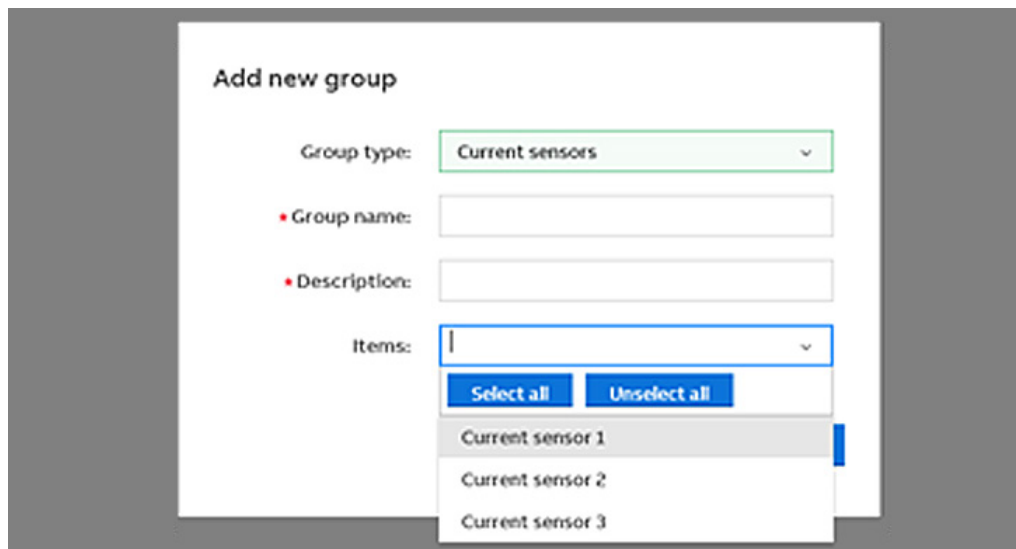 Add new group
Group type: Current sensors
* Group name:
* Description:
Items:
Select all Unselect all
Current sensor 1
Current sensor 2
Current sensor 3